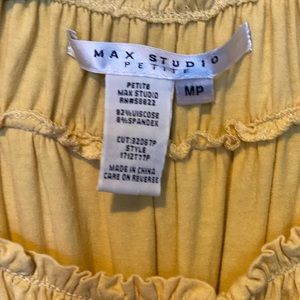 MAX STUDIO
PETITE
MP
PETITE
MAX STUDIO
RN#58822
92%VISCOSE
8%SPANDEX
CUT:32067P
STYLE
1712T77P
MADE IN CHINA
CARE ON REVERSE